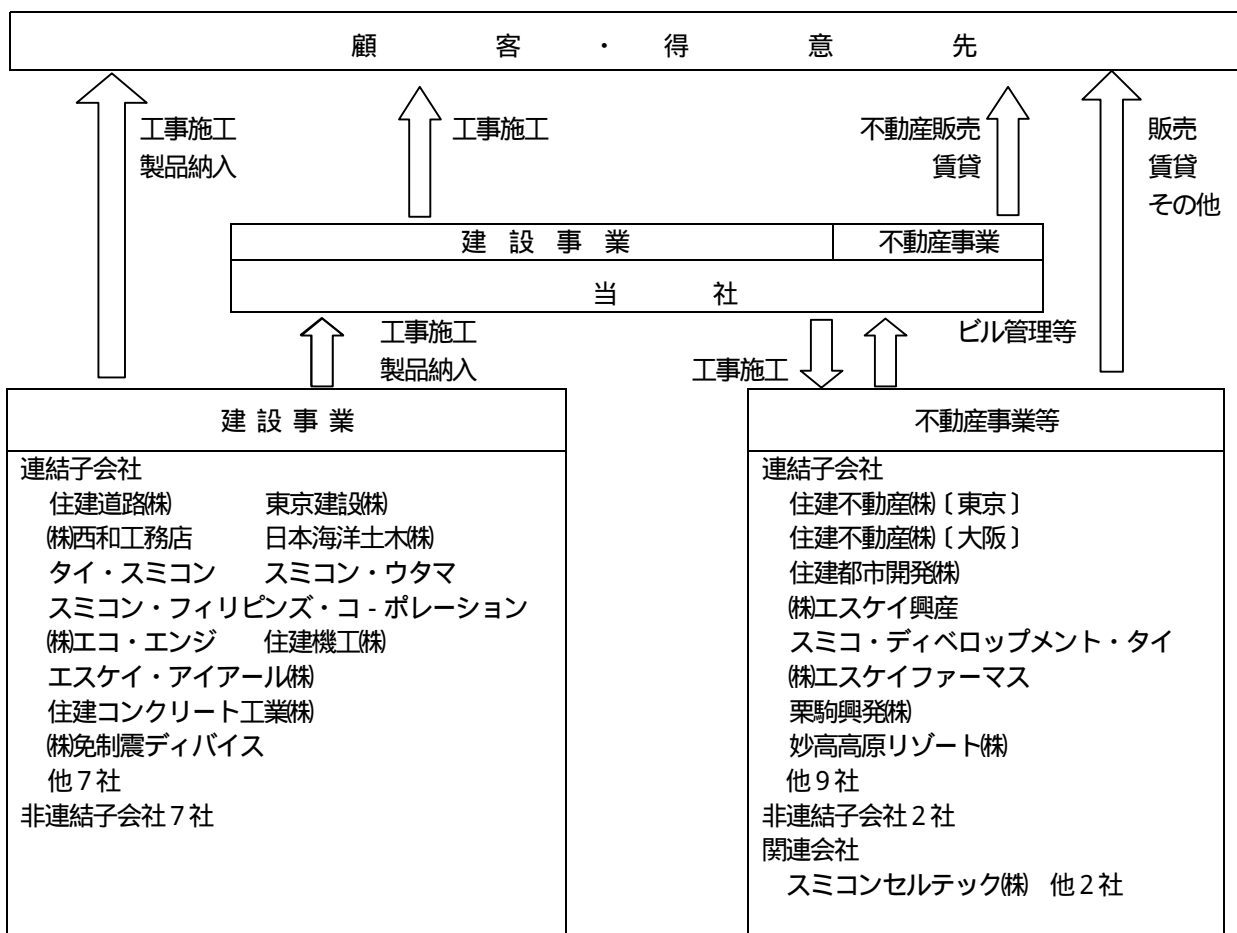 顧客・得意先
工事施工
製品納入
工事施工
不動産販売
賃貸
販売
賃貸
その他
建設事業
不動産事業
当社
工事施工
製品納入
工事施工
ビル管理等
建設事業
連結子会社
住建道路㈱　東京建設㈱
㈱西和工務店　日本海洋土木㈱
タイ・スミコン　スミコン・ウタマ
スミコン・フィリピンズ・コ-ポレーション
㈱エコ・エンジ　住建機工㈱
エスケイ・アイアール㈱
住建コンクリート工業㈱
㈱免制震ディバイス
他7社
非連結子会社7社
不動産事業等
連結子会社
住建不動産㈱〔東京〕
住建不動産㈱〔大阪〕
住建都市開発㈱
㈱エスケイ興産
スミコ・ディベロップメント・タイ
㈱エスケイファーマス
栗駒興発㈱
妙高高原リゾート㈱
他9社
非連結子会社2社
関連会社
スミコンセルテック㈱　他2社